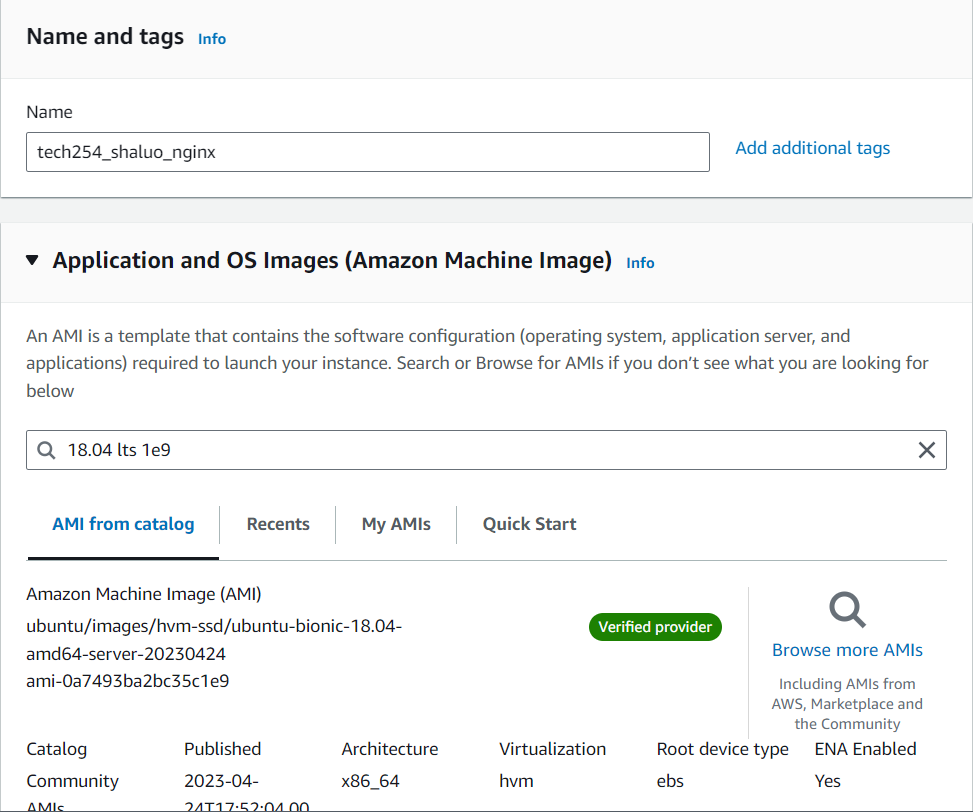 Name and tags Info
Name
tech254_shaluo_nginx
Add additional tags
Application and OS Images (Amazon Machine Image) Info
An AMI is a template that contains the software configuration (operating system, application server, and
applications) required to launch your instance. Search or Browse for AMIs if you don’t see what you are looking for
below
18.04 lts 1e9
AMI from catalog
Recents
My AMIs
Quick Start
Amazon Machine Image (AMI)
ubuntu/images/hvm-ssd/ubuntu-bionic-18.04-
amd64-server-20230424
ami-0a7493ba2bc35c1e9
Verified provider
Browse more AMIs
Including AMIs from
AWS, Marketplace and
the Community
Catalog Published Architecture Virtualization Root device type ENA Enabled
Community 2023-04- x86_64 hvm ebs Yes
AMIs 24T17:52:04.00